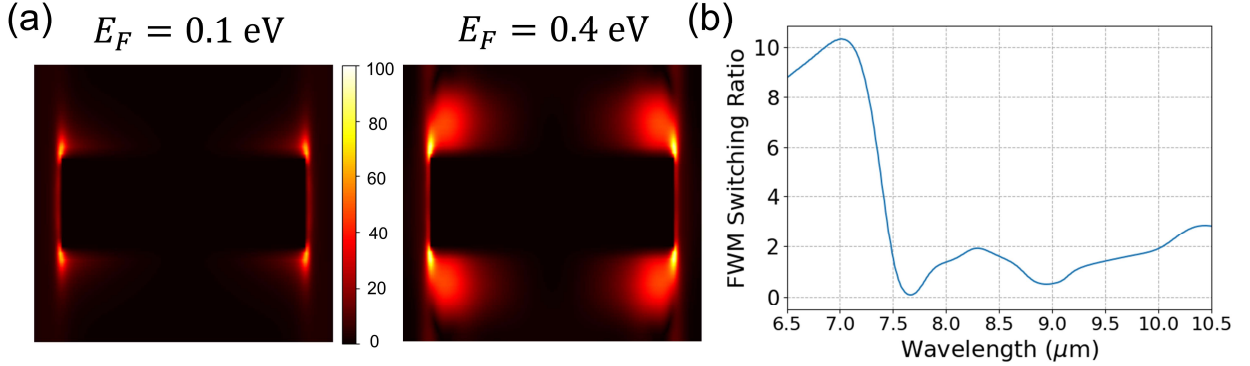 (a)
E_F = 0.1 eV
E_F = 0.4 eV
100
80
60
40
20
0
(b)
FWM Switching Ratio
10
8
6
4
2
0
6.5 7.0 7.5 8.0 8.5 9.0 9.5 10.0 10.5
Wavelength (μm)